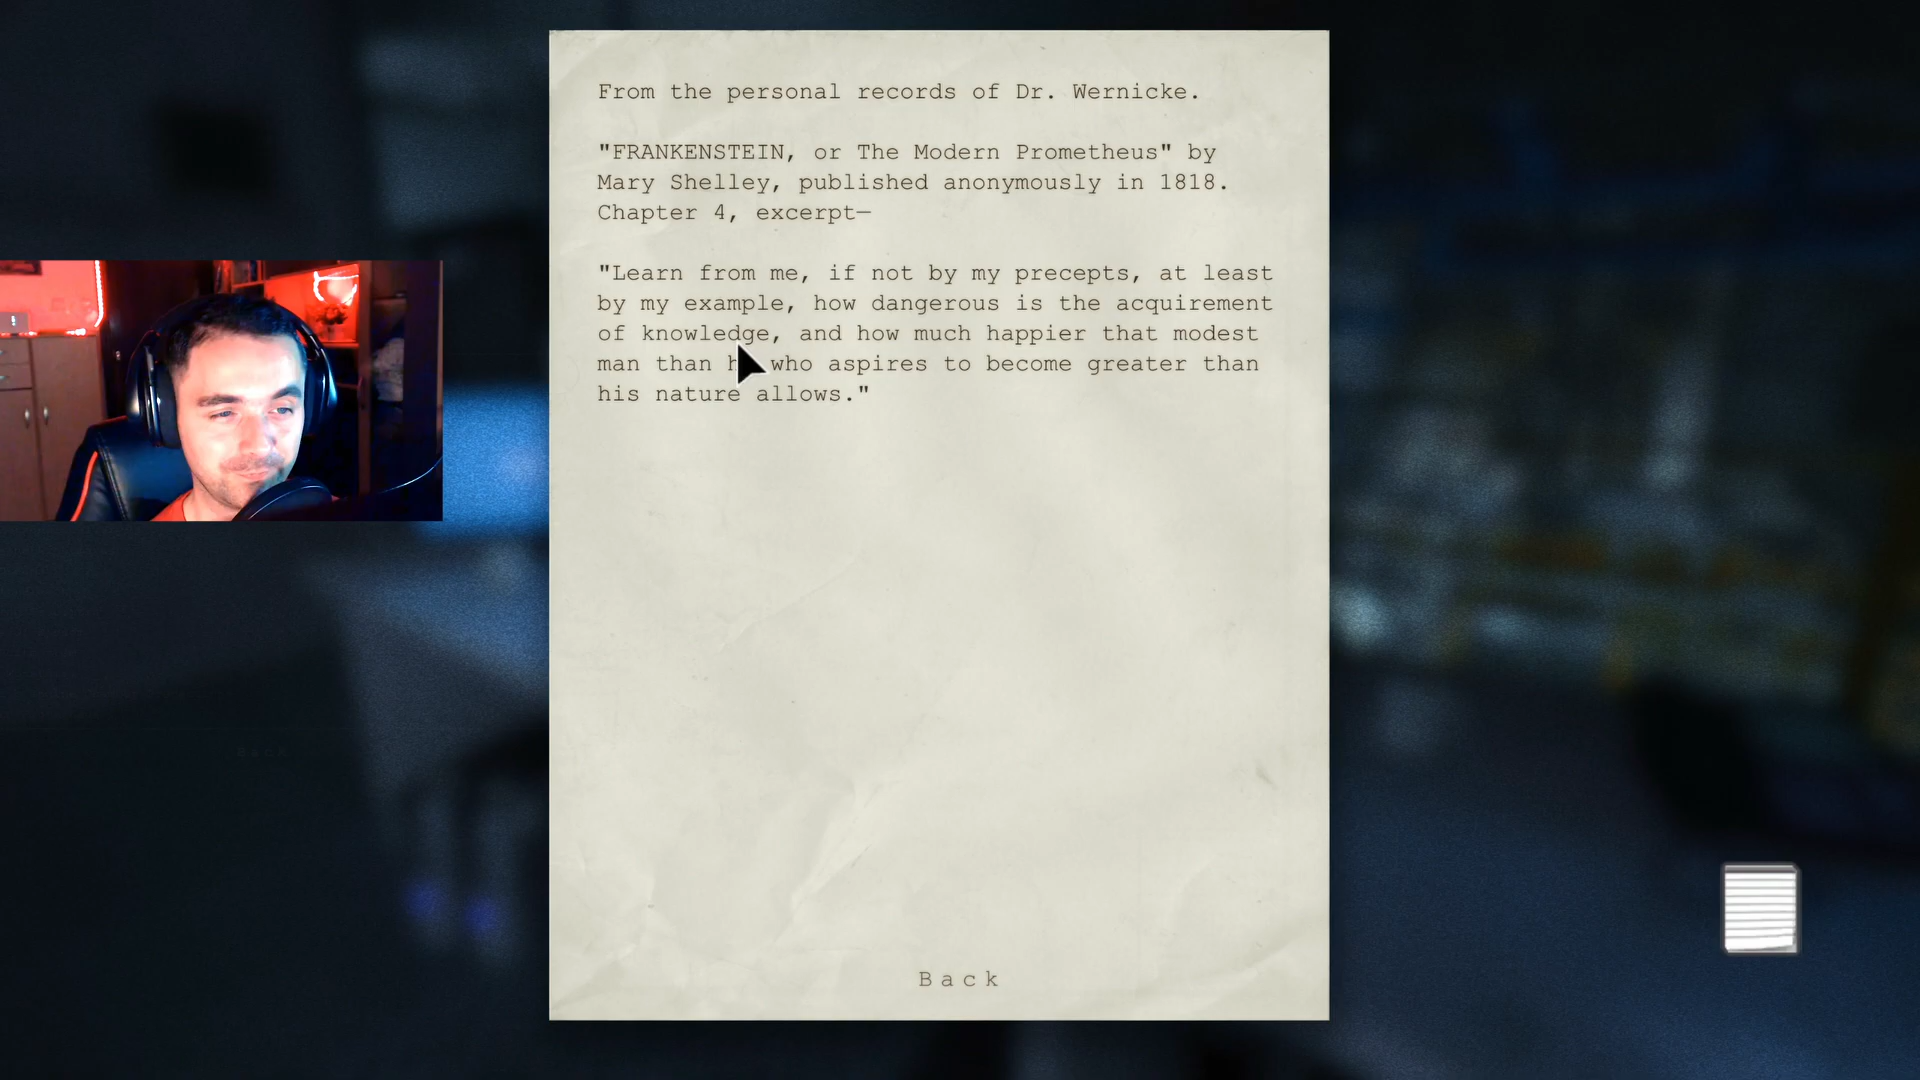 From the personal records of Dr. Wernicke.
"FRANKENSTEIN, or The Modern Prometheus" by
Mary Shelley, published anonymously in 1818.
Chapter 4, excerpt—
"Learn from me, if not by my precepts, at least
by my example, how dangerous is the acquirement
of knowledge, and how much happier that modest
man than who aspires to become greater than
his nature allows."
Back